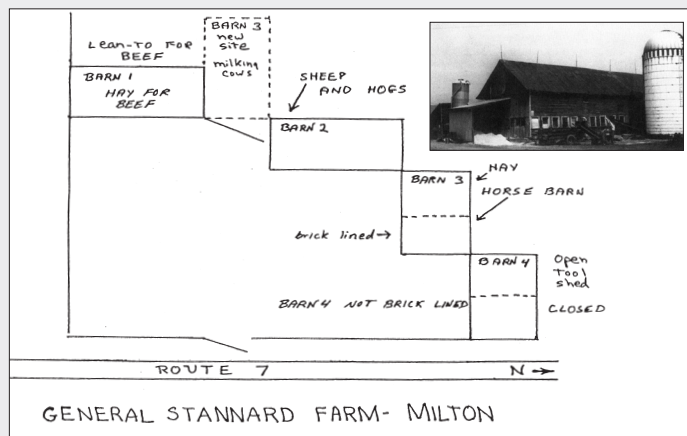 LEAN-TO FOR
BEEF
BARN 1
HAY FOR
BEEF
BARN 3
new
site
milking
cows
SHEEP
AND HOGS
BARN 2
BARN 3
HAY
HORSE BARN
brick lined
BARN 4
Open
Tool
shed
BARN 4 NOT BRICK LINED
CLOSED
ROUTE 7
N
GENERAL STANNARD FARM- MILTON